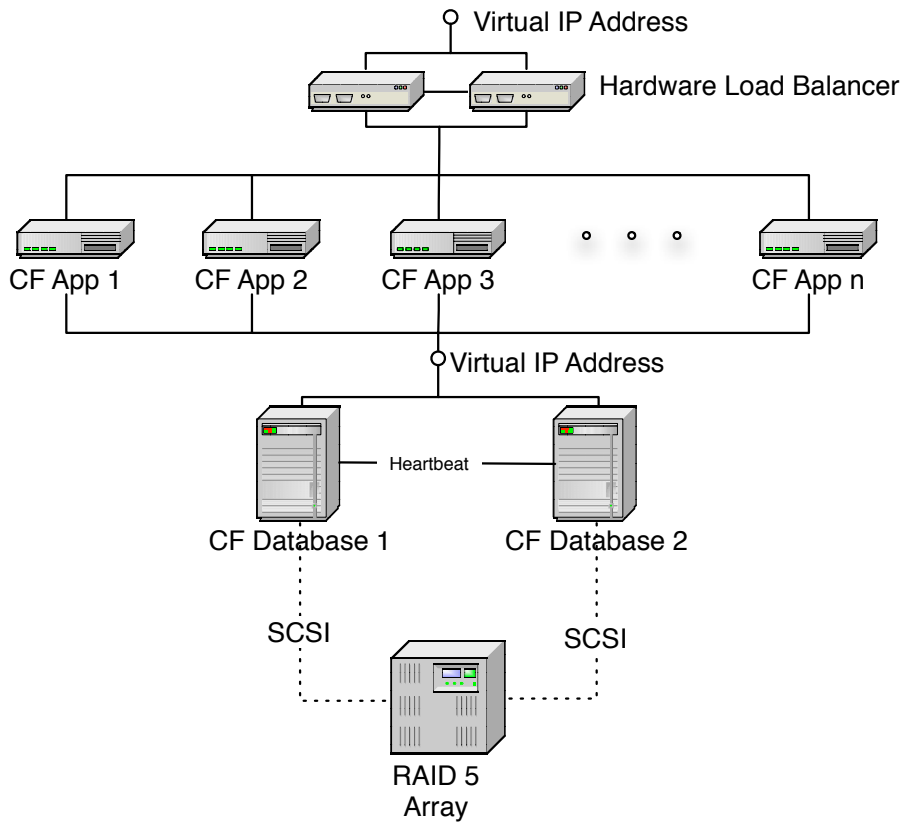 Virtual IP Address
Hardware Load Balancer
CF App 1
CF App 2
CF App 3
CF App n
Virtual IP Address
Heartbeat
CF Database 1
CF Database 2
SCSI
SCSI
RAID 5
Array